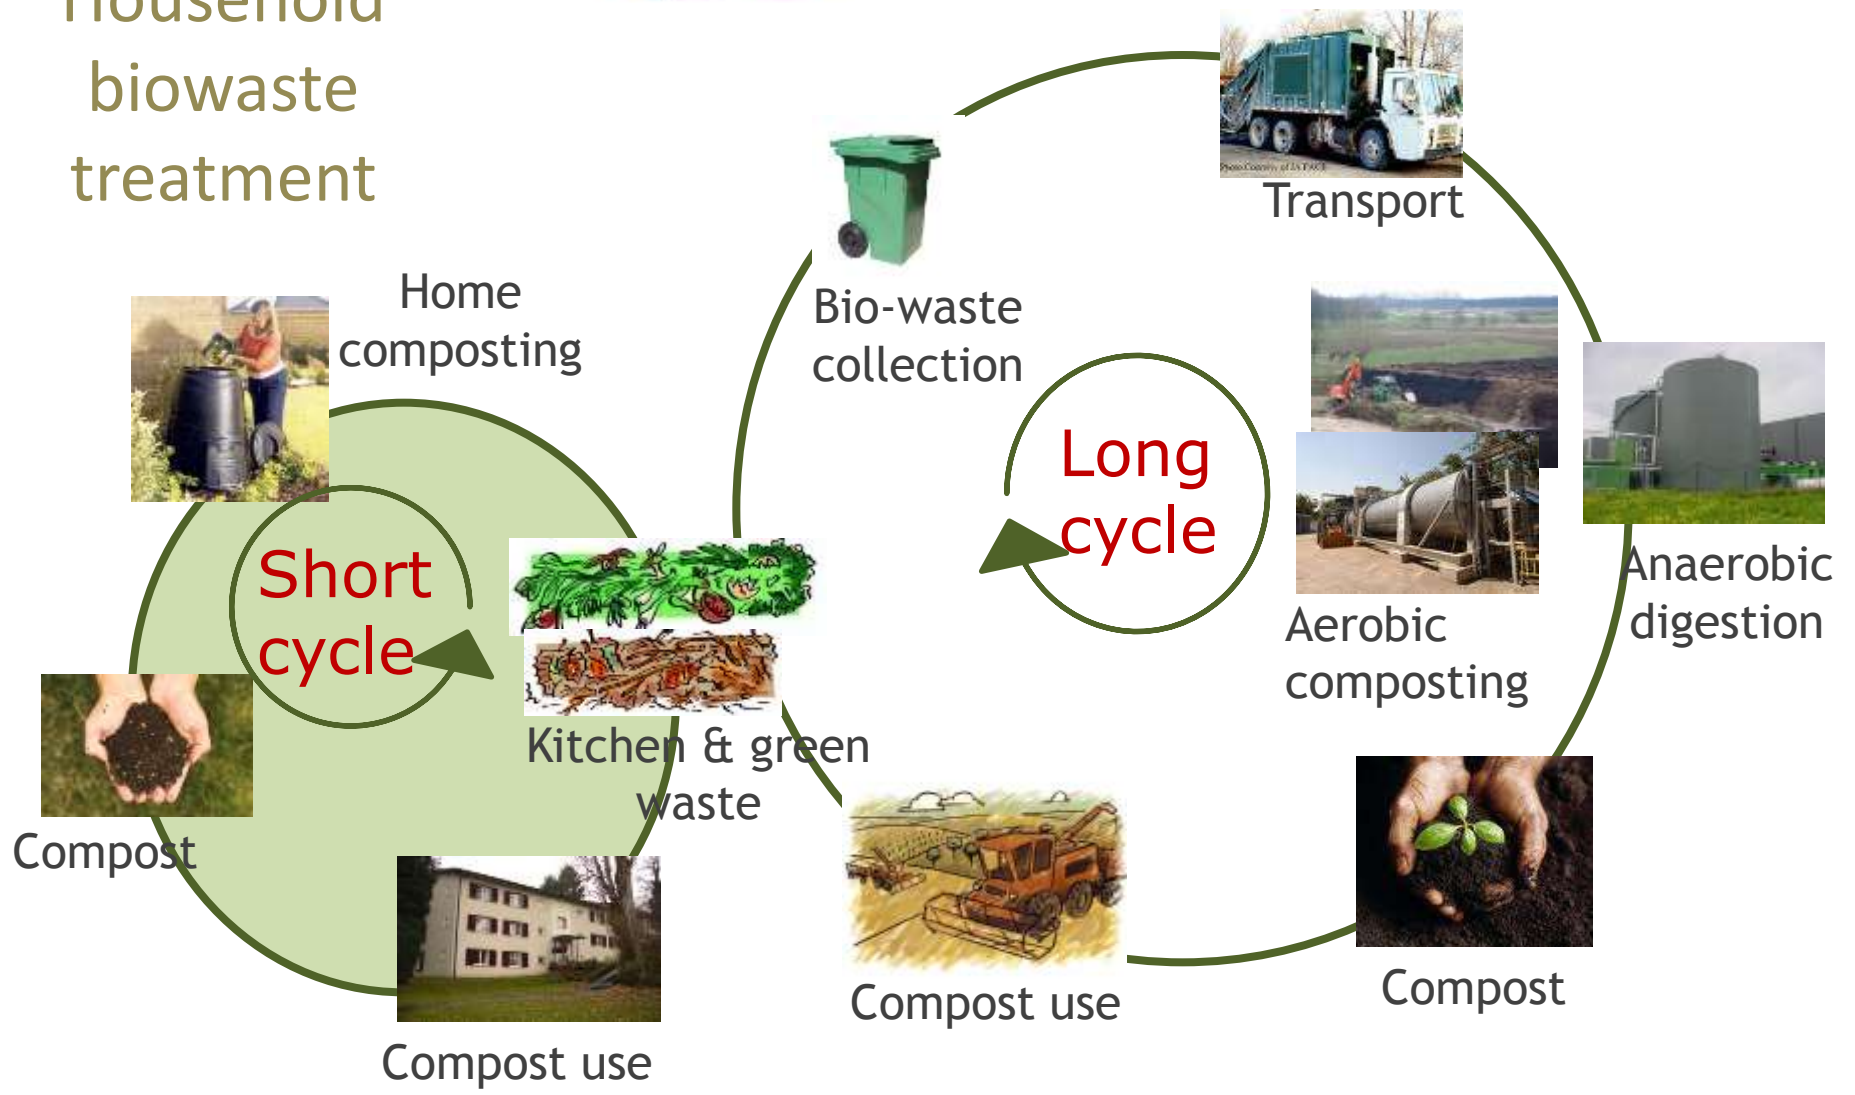 Household
biowaste
treatment
Transport
Home
composting
Bio-waste
collection
Long
cycle
Short
cycle
Anaerobic
digestion
Aerobic
composting
Kitchen & green
waste
Compost
Compost use
Compost
Compost use